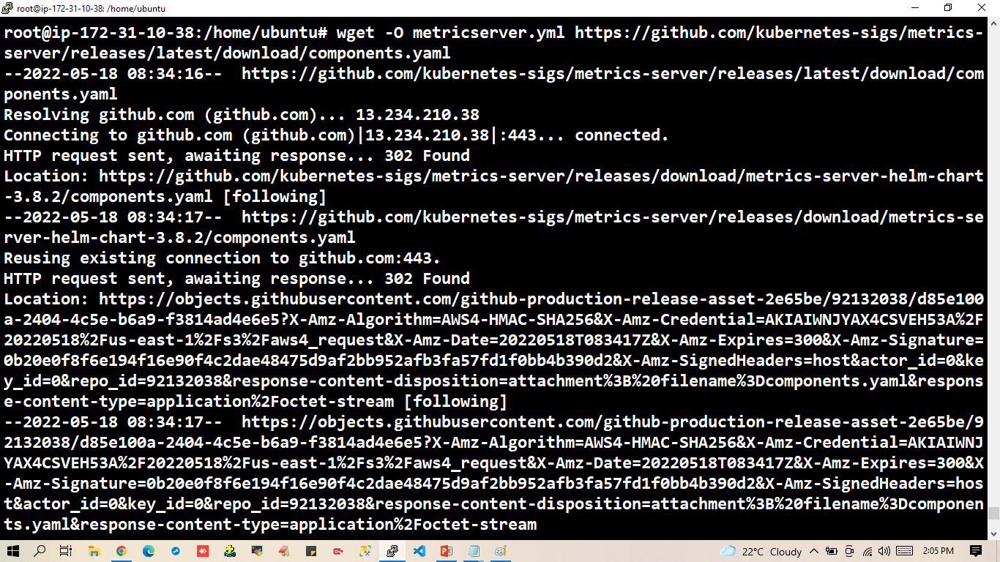 root@ip-172-31-10-38: /home/ubuntu
root@ip-172-31-10-38:/home/ubuntu# wget -O metricserver.yml https://github.com/kubernetes-sigs/metrics-
server/releases/latest/download/components.yaml
--2022-05-18 08:34:16--  https://github.com/kubernetes-sigs/metrics-server/releases/latest/download/com
ponents.yaml
Resolving github.com (github.com)... 13.234.210.38
Connecting to github.com (github.com)|13.234.210.38|:443... connected.
HTTP request sent, awaiting response... 302 Found
Location: https://github.com/kubernetes-sigs/metrics-server/releases/download/metrics-server-helm-chart
-3.8.2/components.yaml [following]
--2022-05-18 08:34:17--  https://github.com/kubernetes-sigs/metrics-server/releases/download/metrics-se
rver-helm-chart-3.8.2/components.yaml
Reusing existing connection to github.com:443.
HTTP request sent, awaiting response... 302 Found
Location: https://objects.githubusercontent.com/github-production-release-asset-2e65be/92132038/d85e100
a-2404-4c5e-b6a9-f3814ad4e6e5?X-Amz-Algorithm=AWS4-HMAC-SHA256&X-Amz-Credential=AKIAIWNJYAX4CSVEH53A%2F
20220518%2Fus-east-1%2Fs3%2Faws4_request&X-Amz-Date=20220518T083417Z&X-Amz-Expires=300&X-Amz-Signature=
0b20e0f8f6e194f16e90f4c2dae48475d9af2bb952afb3fa57fd1f0bb4b390d2&X-Amz-SignedHeaders=host&actor_id=0&ke
y_id=0&repo_id=92132038&response-content-disposition=attachment%3B%20filename%3Dcomponents.yaml&respons
e-content-type=application%2Foctet-stream [following]
--2022-05-18 08:34:17--  https://objects.githubusercontent.com/github-production-release-asset-2e65be/9
2132038/d85e100a-2404-4c5e-b6a9-f3814ad4e6e5?X-Amz-Algorithm=AWS4-HMAC-SHA256&X-Amz-Credential=AKIAIWNJ
YAX4CSVEH53A%2F20220518%2Fus-east-1%2Fs3%2Faws4_request&X-Amz-Date=20220518T083417Z&X-Amz-Expires=300&X
-Amz-Signature=0b20e0f8f6e194f16e90f4c2dae48475d9af2bb952afb3fa57fd1f0bb4b390d2&X-Amz-SignedHeaders=hos
t&actor_id=0&key_id=0&repo_id=92132038&response-content-disposition=attachment%3B%20filename%3Dcomponen
ts.yaml&response-content-type=application%2Foctet-stream
22°C Cloudy 2:05 PM